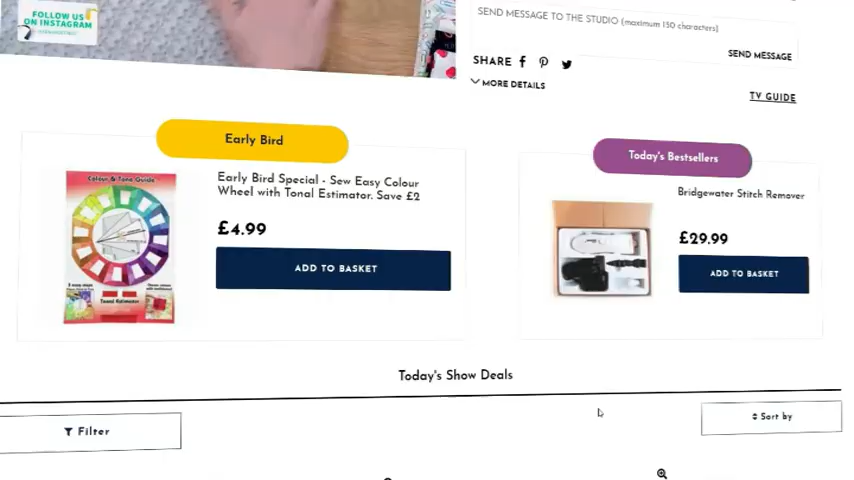 FOLLOW US
ON INSTAGRAM
SEND MESSAGE TO THE STUDIO (maximum 150 characters)
SEND MESSAGE
SHARE
MORE DETAILS
TV GUIDE
Early Bird
Today's Bestsellers
Colour & Tone Guide
Early Bird Special - Sew Easy Colour
Wheel with Tonal Estimator. Save £2
£4.99
ADD TO BASKET
Tonal Estimator
Bridgewater Stitch Remover
£29.99
ADD TO BASKET
Today's Show Deals
Filter
Sort by